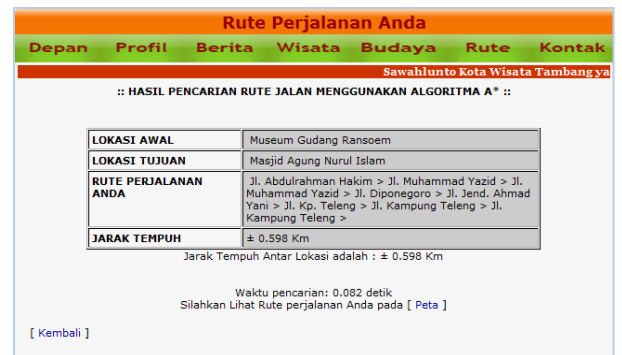 Rute Perjalanan Anda
Depan Profil Berita Wisata Budaya Rute Kontak
Sawahlunto Kota Wisata Tambang ya
:: HASIL PENCARIAN RUTE JALAN MENGGUNAKAN ALGORITMA A* ::
LOKASI AWAL Museum Gudang Ransoem
LOKASI TUJUAN Masjid Agung Nurul Islam
RUTE PERJALANAN ANDA Jl. Abdulrahman Hakim > Jl. Muhammad Yazid > Jl.
Muhammad Yazid > Jl. Diponegoro > Jl. Jend. Ahmad
Yani > Jl. Kp. Teleng > Jl. Kampung Teleng > Jl.
Kampung Teleng >
JARAK TEMPUH ± 0.598 Km
Jarak Tempuh Antar Lokasi adalah : ± 0.598 Km
Waktu pencarian: 0.082 detik
Silahkan Lihat Rute perjalanan Anda pada [ Peta ]
[ Kembali ]